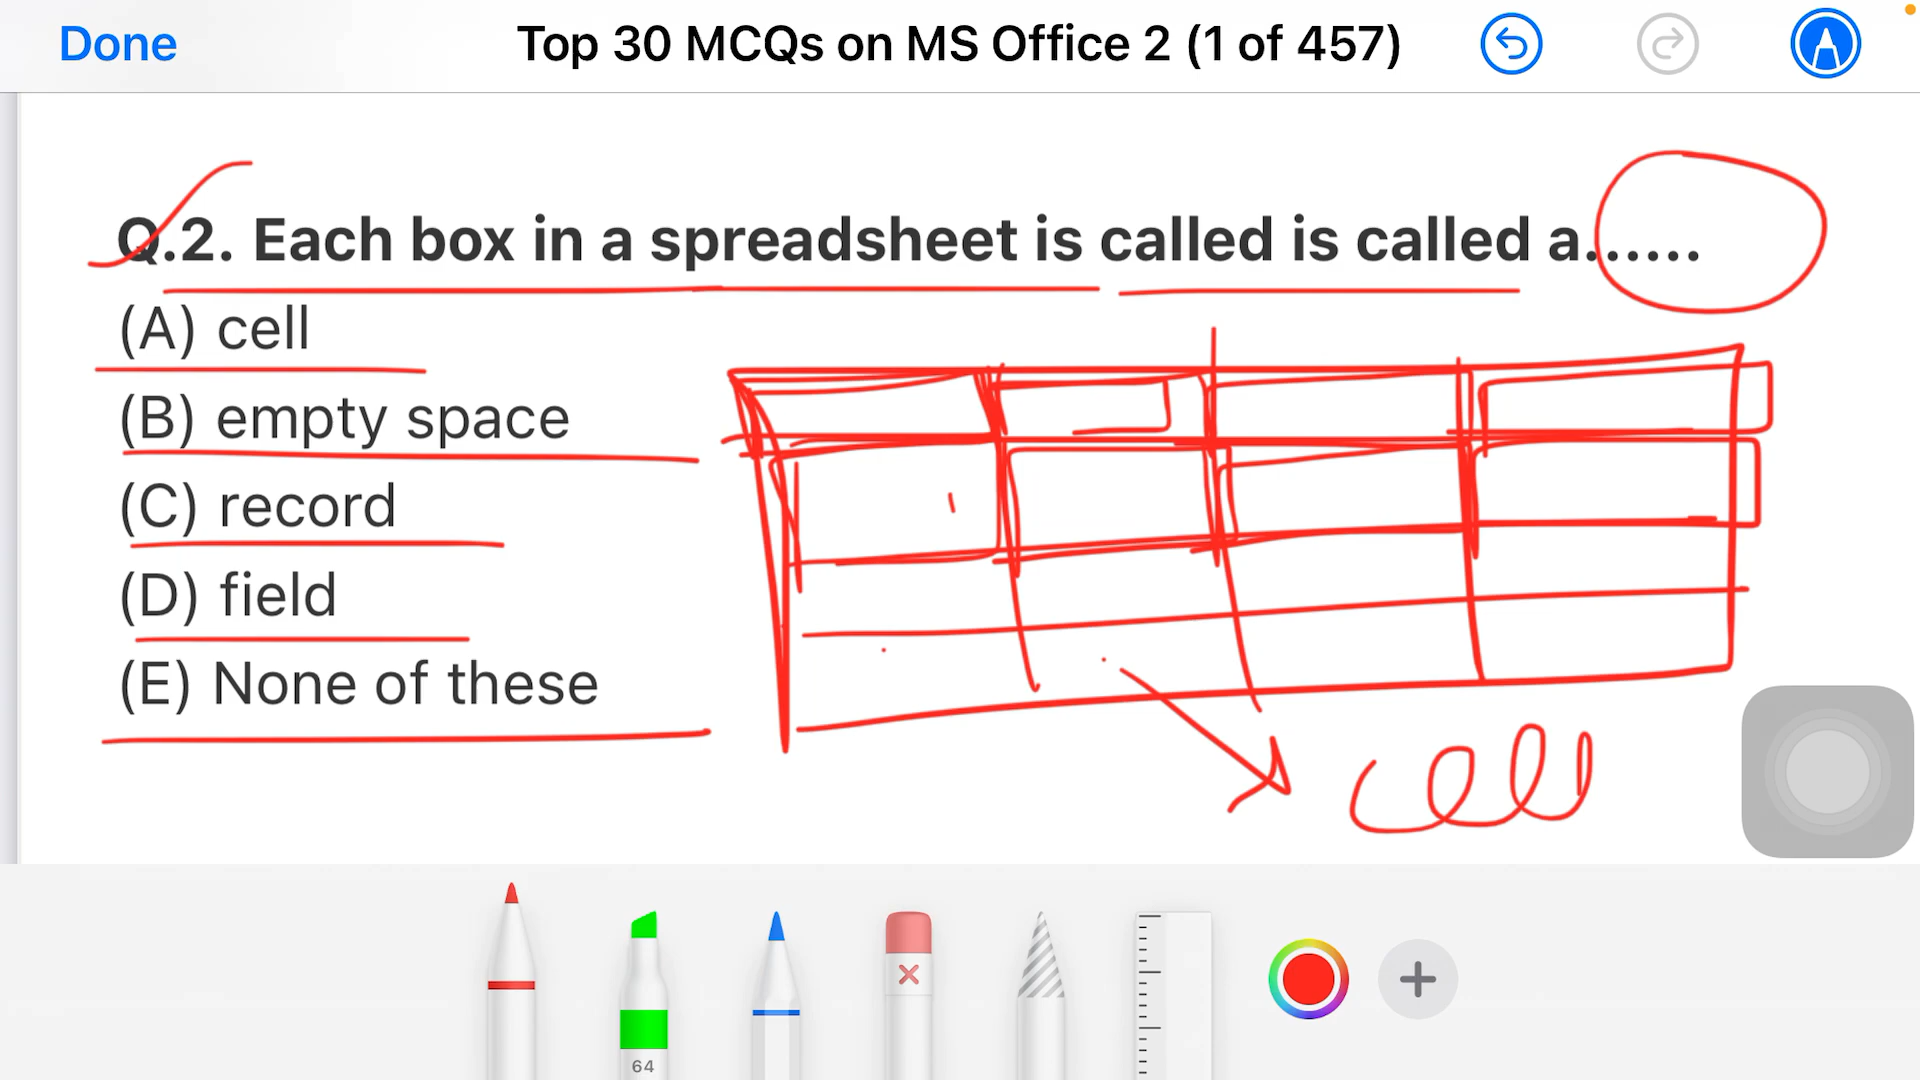 Done
Top 30 MCQs on MS Office 2 (1 of 457)
Q.2. Each box in a spreadsheet is called is called a......
(A) cell
(B) empty space
(C) record
(D) field
(E) None of these
cell
64